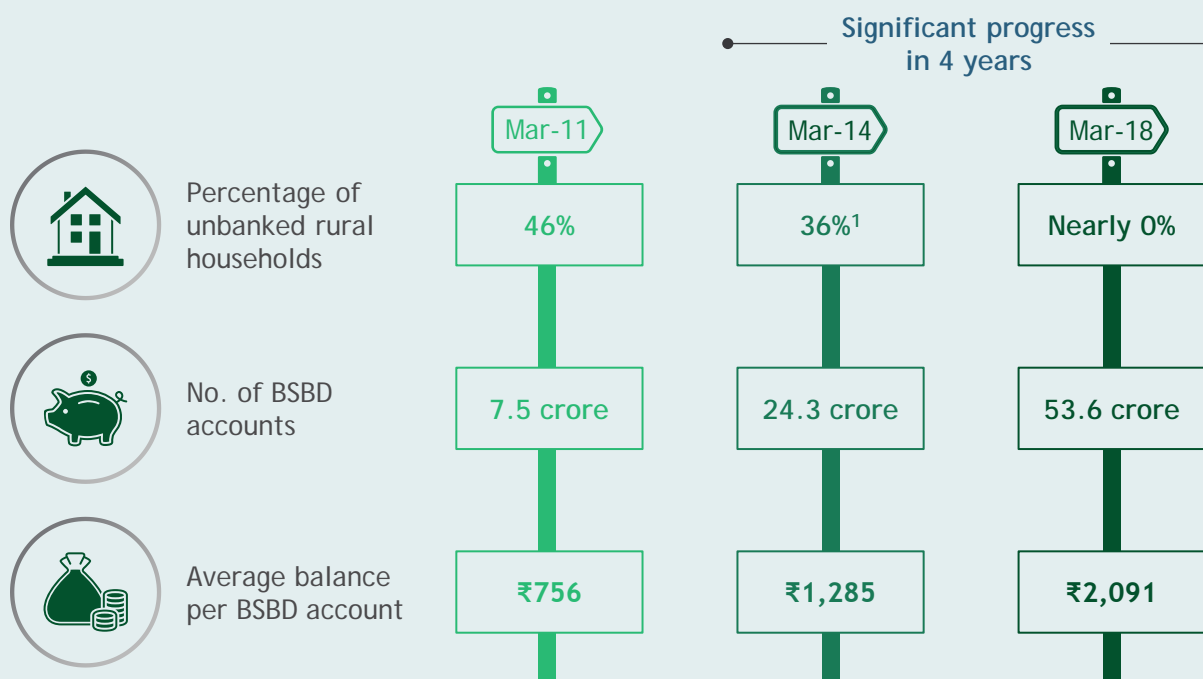 Significant progress
in 4 years
Mar-11
Mar-14
Mar-18
Percentage of
unbanked rural
households
46%
36%¹
Nearly 0%
$
No. of BSBD
accounts
7.5 crore
24.3 crore
53.6 crore
Average balance
per BSBD account
₹756
₹1,285
₹2,091